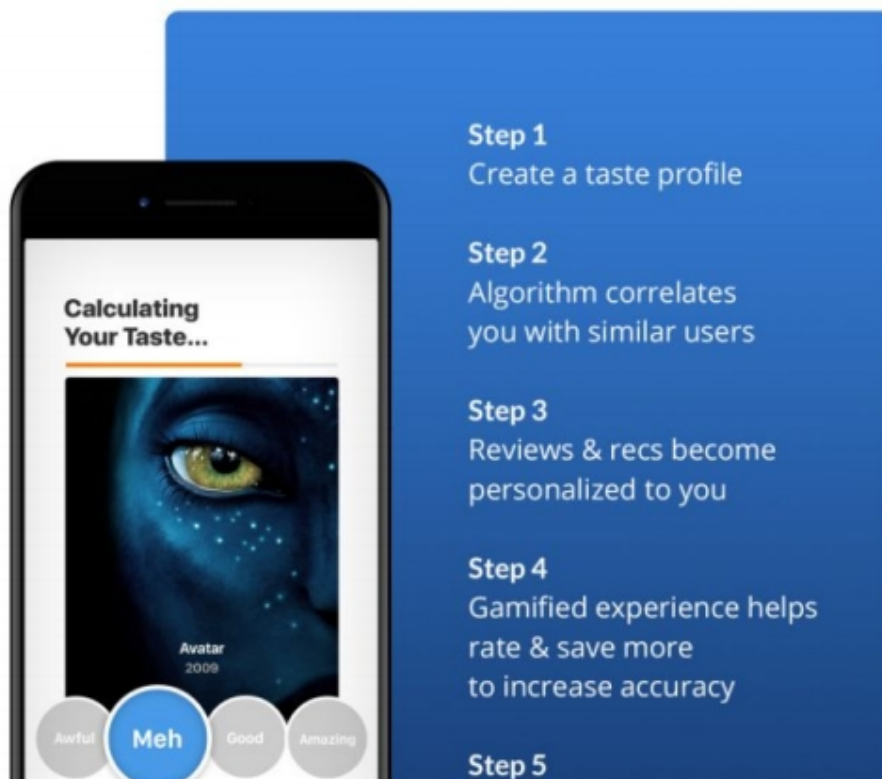 Step 1
Create a taste profile
Step 2
Algorithm correlates
you with similar users
Step 3
Reviews & recs become
personalized to you
Step 4
Gamified experience helps
rate & save more
to increase accuracy
Step 5
Calculating
Your Taste...
Avatar
2009
Awful
Meh
Good
Amazing